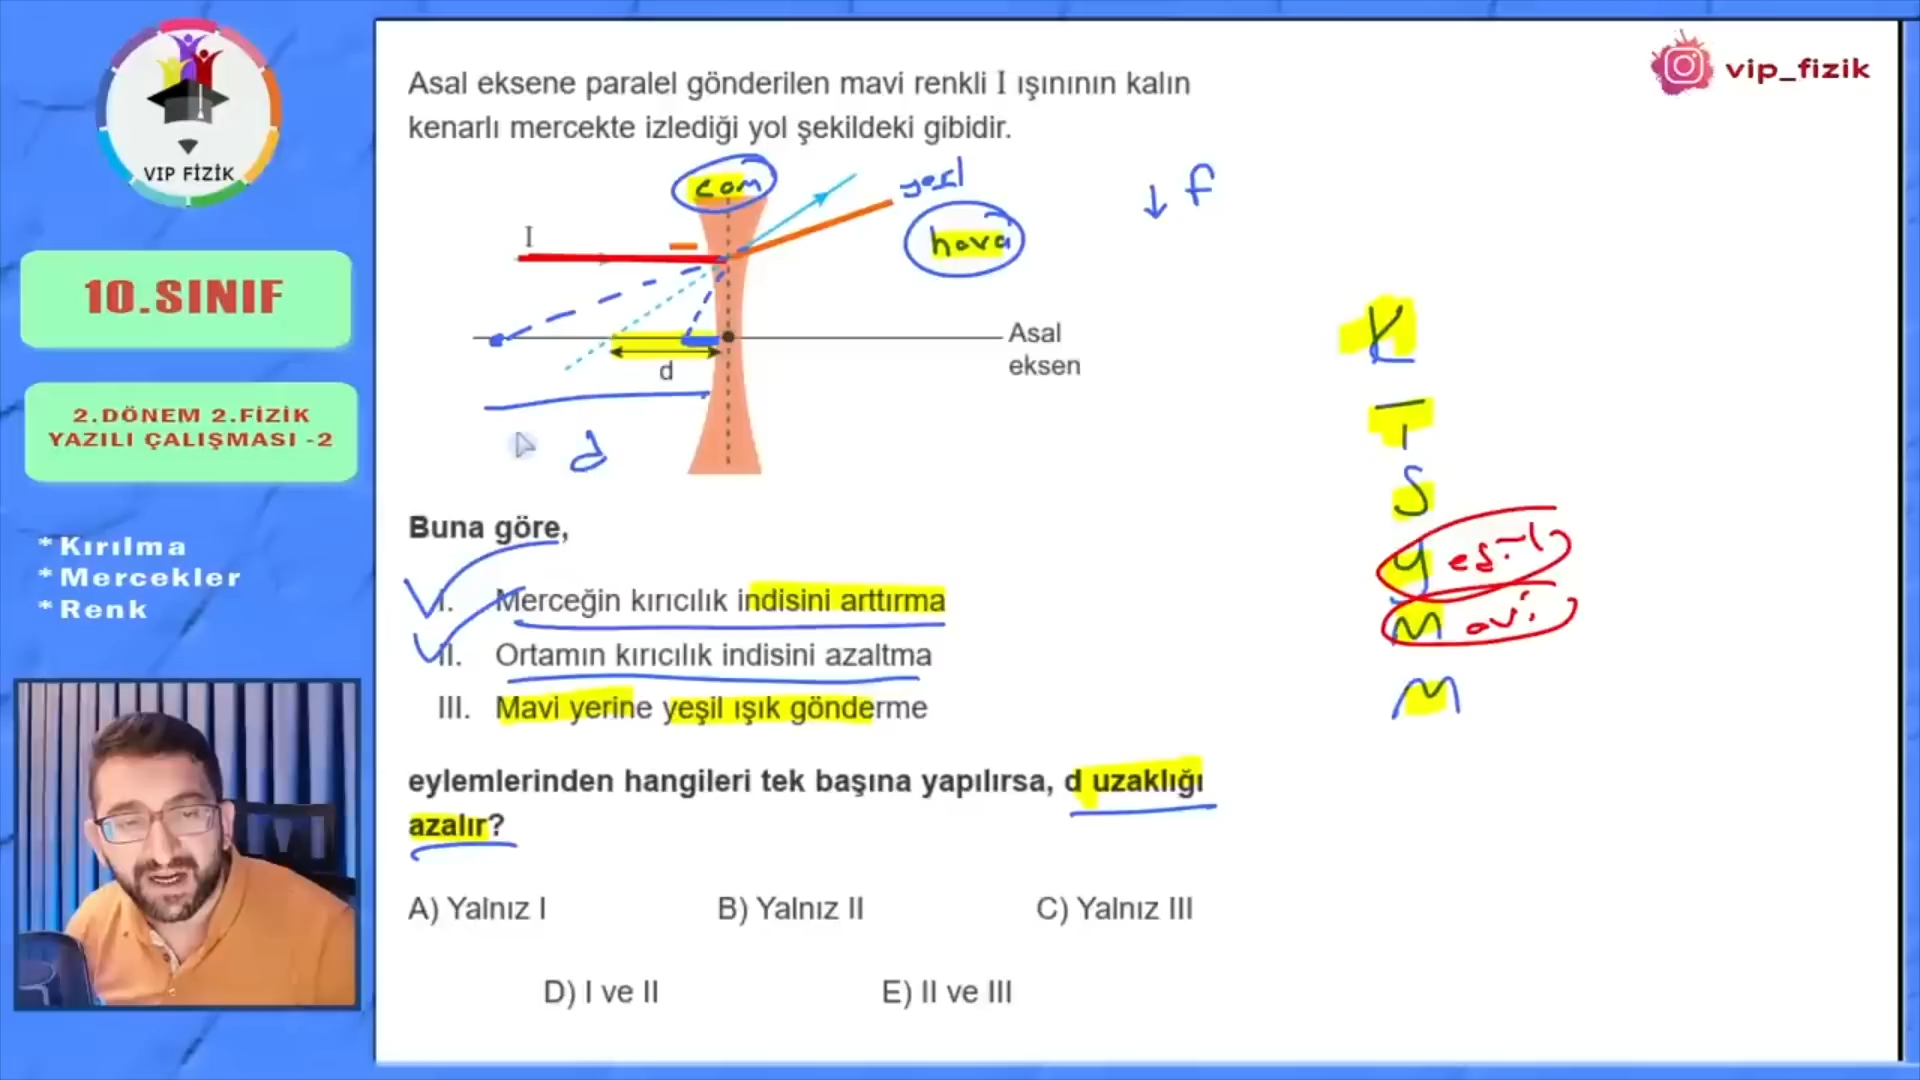 VIP FİZİK
10.SINIF
2.DÖNEM 2.FİZİK
YAZILI ÇALIŞMASI -2
* Kırılma
* Mercekler
* Renk
vip_fizik
Asal eksene paralel gönderilen mavi renkli I ışınının kalın
kenarlı mercekte izlediği yol şekildeki gibidir.
cam
yeşil
hava
↓ f
I
Asal
eksen
d
d
K
T
S
Yeşil
Mavi
M
Buna göre,
I. Merceğin kırıcılık indisini arttırma
II. Ortamın kırıcılık indisini azaltma
III. Mavi yerine yeşil ışık gönderme
eylemlerinden hangileri tek başına yapılırsa, d uzaklığı
azalır?
A) Yalnız I B) Yalnız II C) Yalnız III
D) I ve II E) II ve III